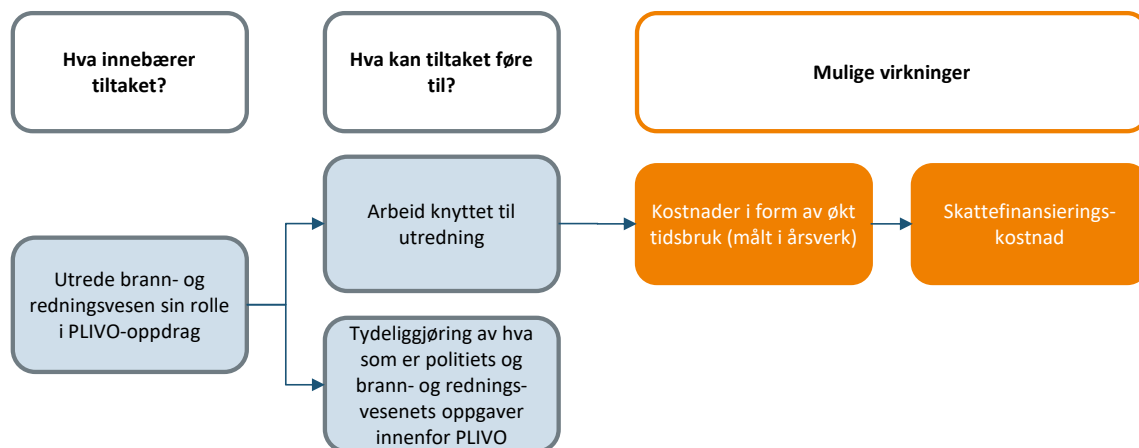 Hva innebærer
tiltaket?
Hva kan tiltaket føre
til?
Mulige virkninger
Utrede brann- og
redningsvesen sin rolle
i PLIVO-oppdrag
Arbeid knyttet til
utredning
Kostnader i form av økt
tidsbruk (målt i årsverk)
Skattefinansierings-
kostnad
Tydeliggjøring av hva
som er politiets og
brann- og rednings-
vesenets oppgaver
innenfor PLIVO